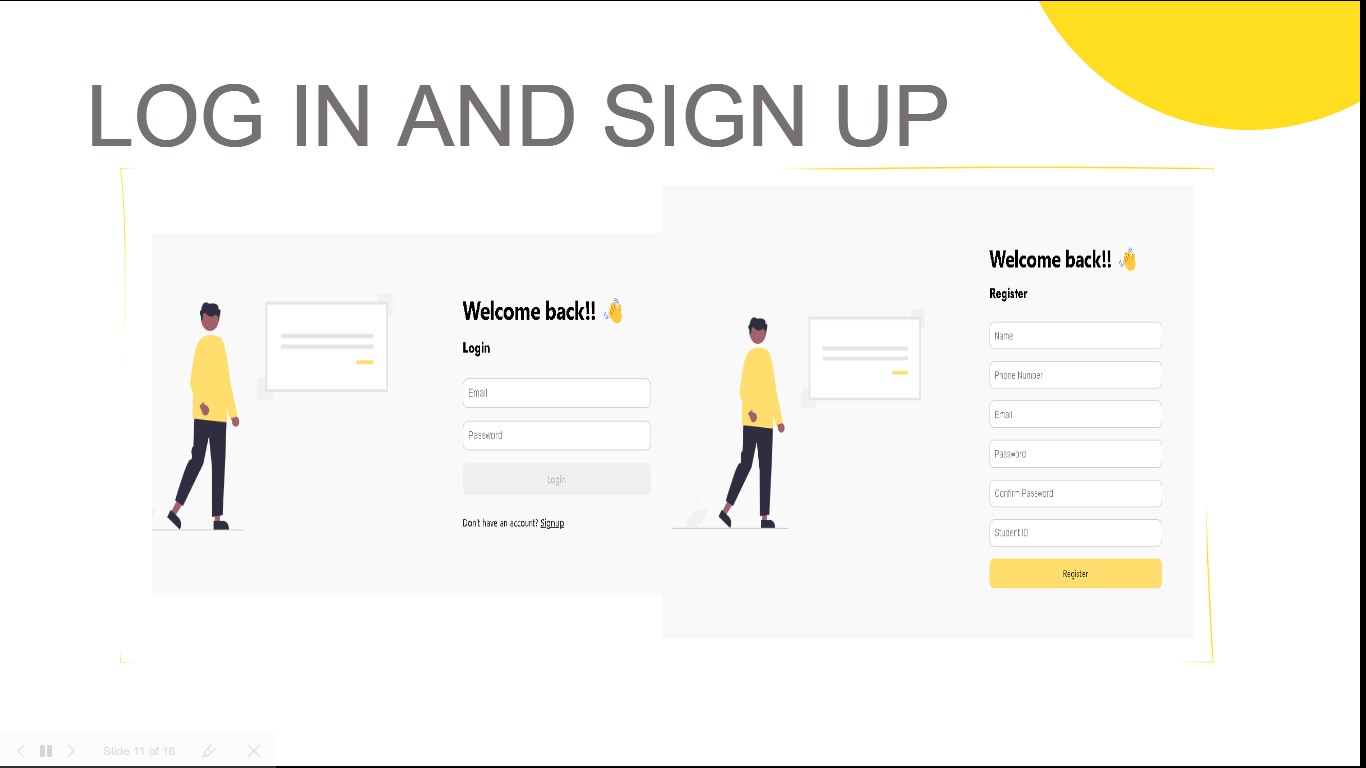 LOG IN AND SIGN UP
Welcome back!! 👋
Login
Email
Password
Login
Don't have an account? Signup
Welcome back!! 👋
Register
Name
Phone Number
Email
Password
Confirm Password
Student ID
Register
Slide 11 of 16